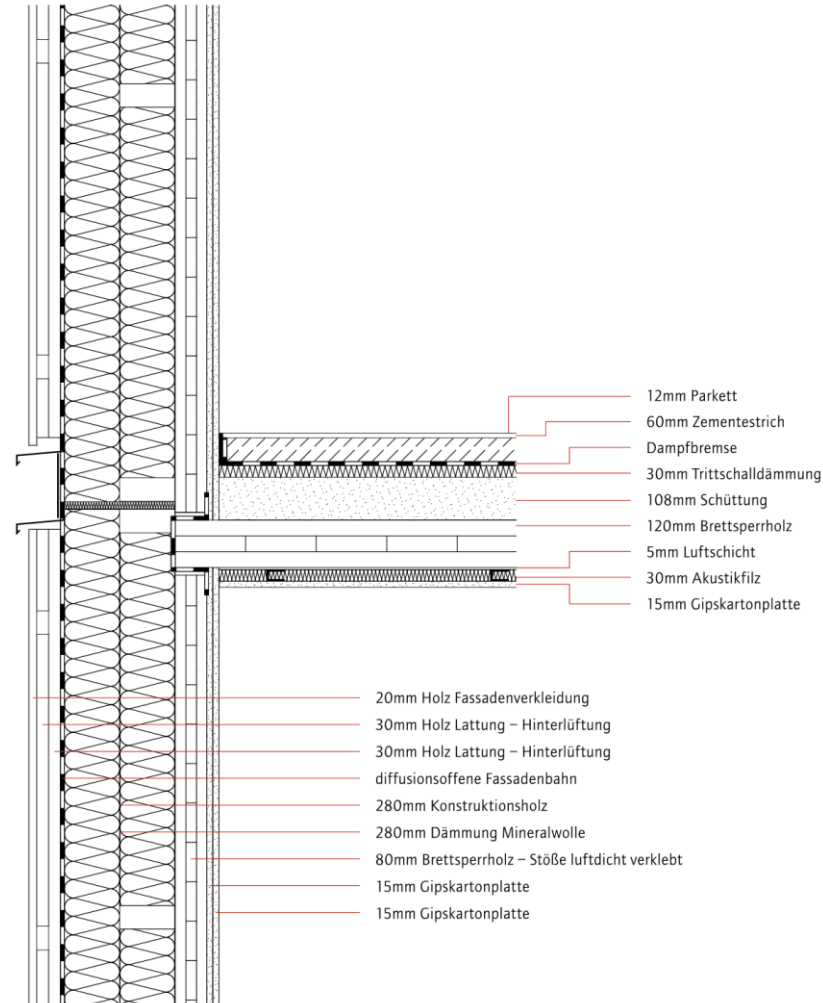 12mm Parkett
60mm Zementestrich
Dampfbremse
30mm Trittschalldämmung
108mm Schüttung
120mm Brettsperrholz
5mm Luftschicht
30mm Akustikfilz
15mm Gipskartonplatte
20mm Holz Fassadenverkleidung
30mm Holz Lattung – Hinterlüftung
30mm Holz Lattung – Hinterlüftung
diffusionsoffene Fassadenbahn
280mm Konstruktionsholz
280mm Dämmung Mineralwolle
80mm Brettsperrholz – Stöße luftdicht verklebt
15mm Gipskartonplatte
15mm Gipskartonplatte